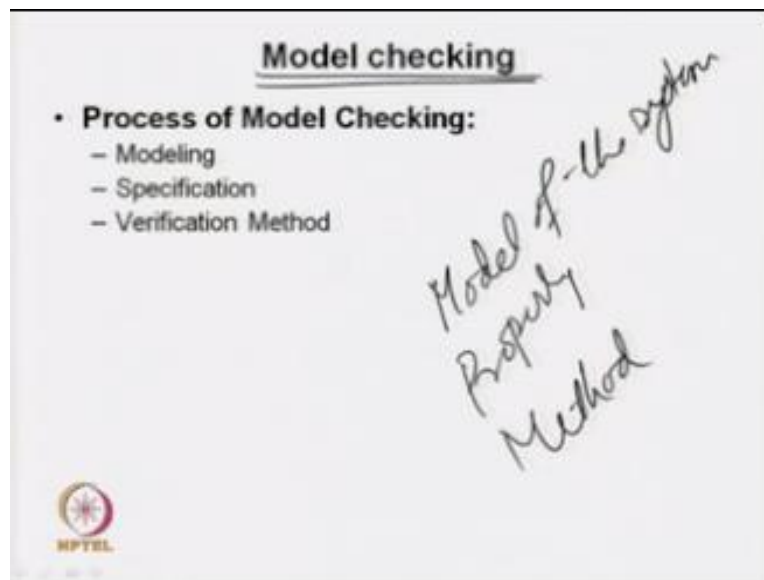 Model checking
• Process of Model Checking:
– Modeling
– Specification
– Verification Method
Model of the system
Property
Method
NPTEL